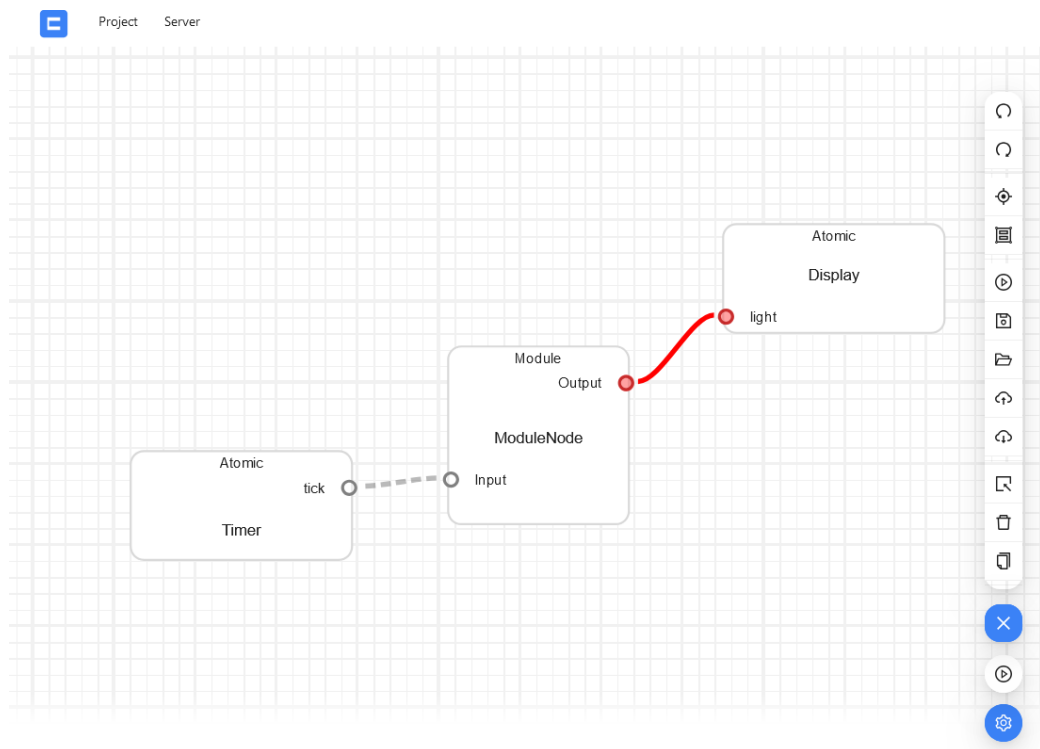 Project Server
Atomic
Display
light
Module
Output
ModuleNode
Input
Atomic
tick
Timer